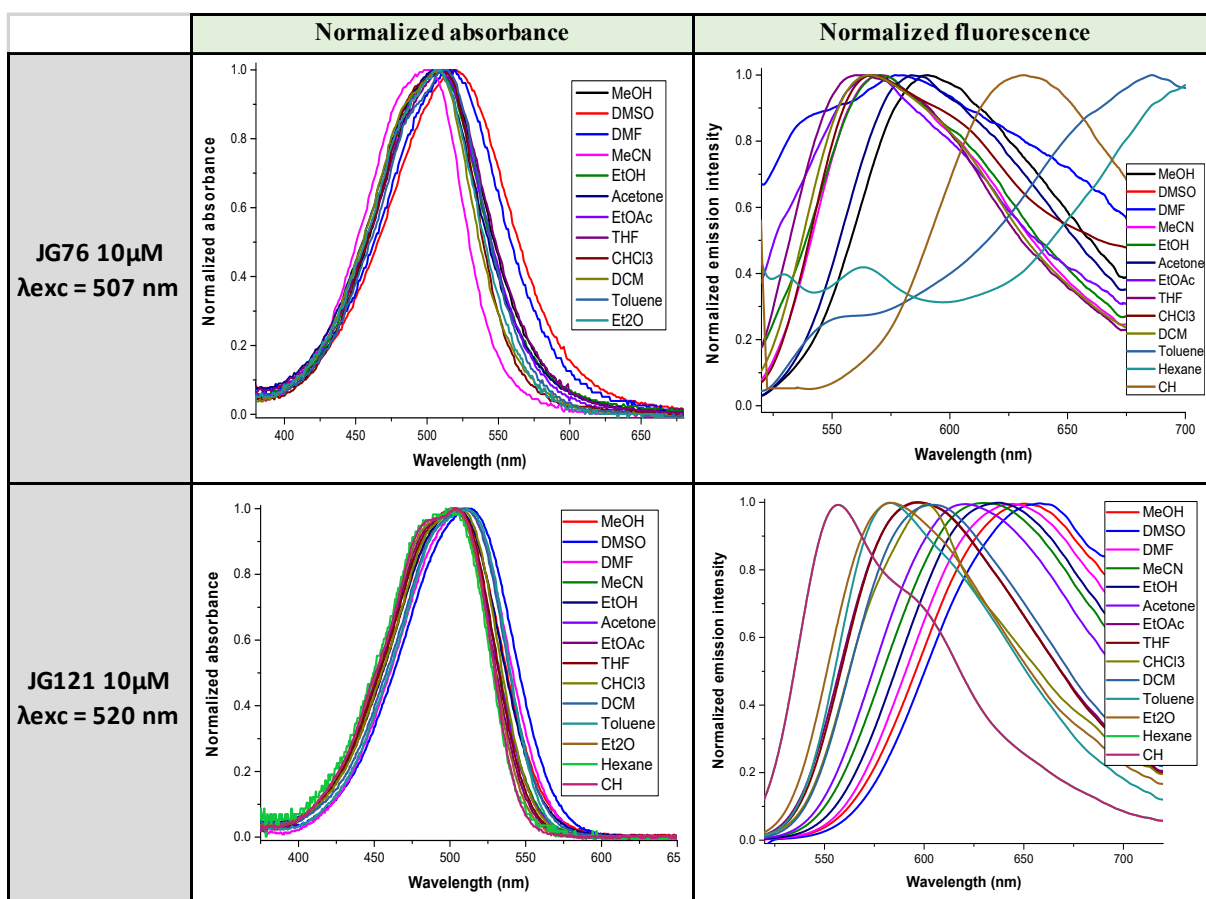 Normalized absorbance
Normalized fluorescence
JG76 10µM
λexc = 507 nm
Normalized absorbance
1.0
0.8
0.6
0.4
0.2
0.0
400
450
500
550
600
650
Wavelength (nm)
MeOH
DMSO
DMF
MeCN
EtOH
Acetone
EtOAc
THF
CHCl3
DCM
Toluene
Et2O
Normalized emission intensity
1.0
0.8
0.6
0.4
0.2
0.0
550
600
650
700
Wavelength (nm)
MeOH
DMSO
DMF
MeCN
EtOH
Acetone
EtOAc
THF
CHCl3
DCM
Toluene
Hexane
CH
JG121 10µM
λexc = 520 nm
Normalized absorbance
1.0
0.8
0.6
0.4
0.2
0.0
400
450
500
550
600
65
Wavelength (nm)
MeOH
DMSO
DMF
MeCN
EtOH
Acetone
EtOAc
THF
CHCl3
DCM
Toluene
Et2O
Hexane
CH
Normalized emission intensity
1.0
0.8
0.6
0.4
0.2
0.0
550
600
650
700
Wavelength (nm)
MeOH
DMSO
DMF
MeCN
EtOH
Acetone
EtOAc
THF
CHCl3
DCM
Toluene
Et2O
Hexane
CH